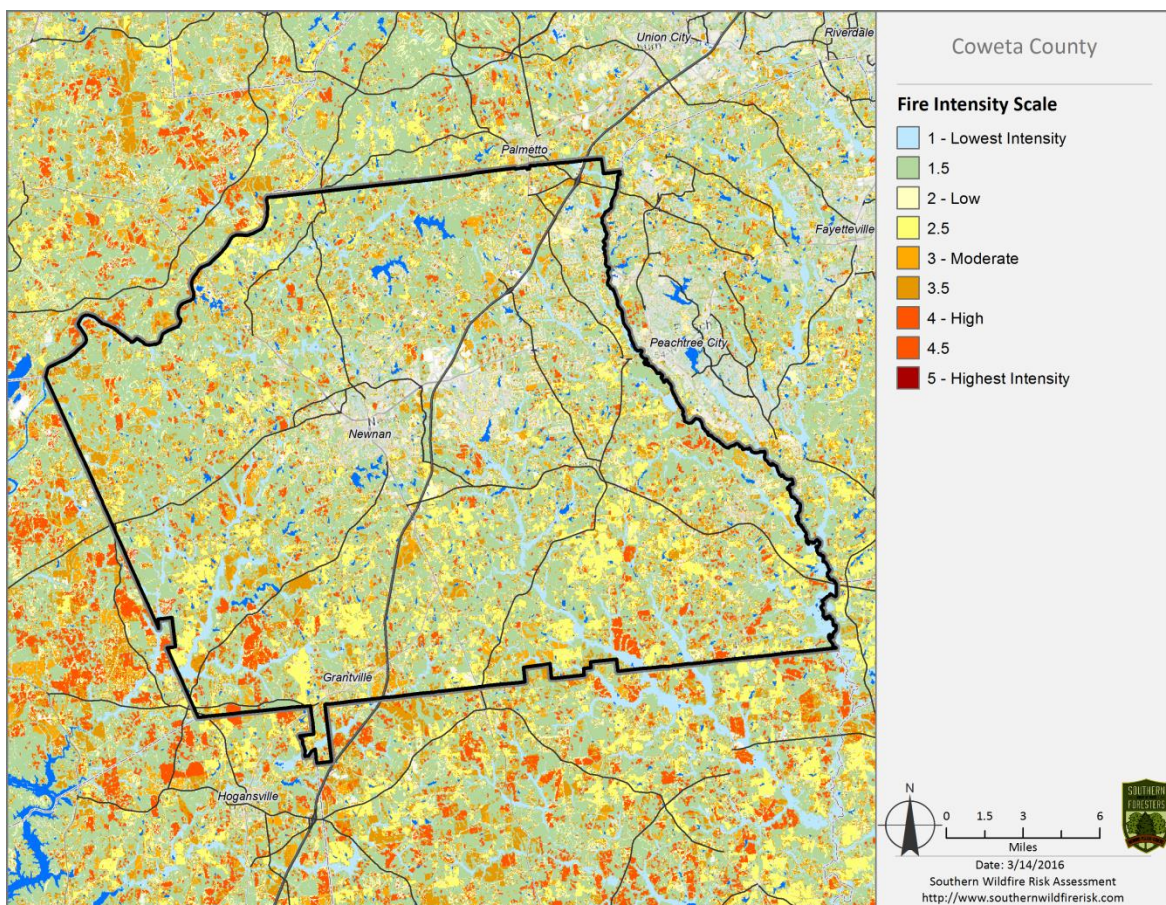 Union City
Riverdale
Palmetto
Fayetteville
Peachtree City
Newnan
Grantville
Hogansville
Coweta County
Fire Intensity Scale
1 - Lowest Intensity
1.5
2 - Low
2.5
3 - Moderate
3.5
4 - High
4.5
5 - Highest Intensity
N
0 1.5 3 6
Miles
SOUTHERN
FORESTERS
Date: 3/14/2016
Southern Wildfire Risk Assessment
http://www.southernwildfirerisk.com